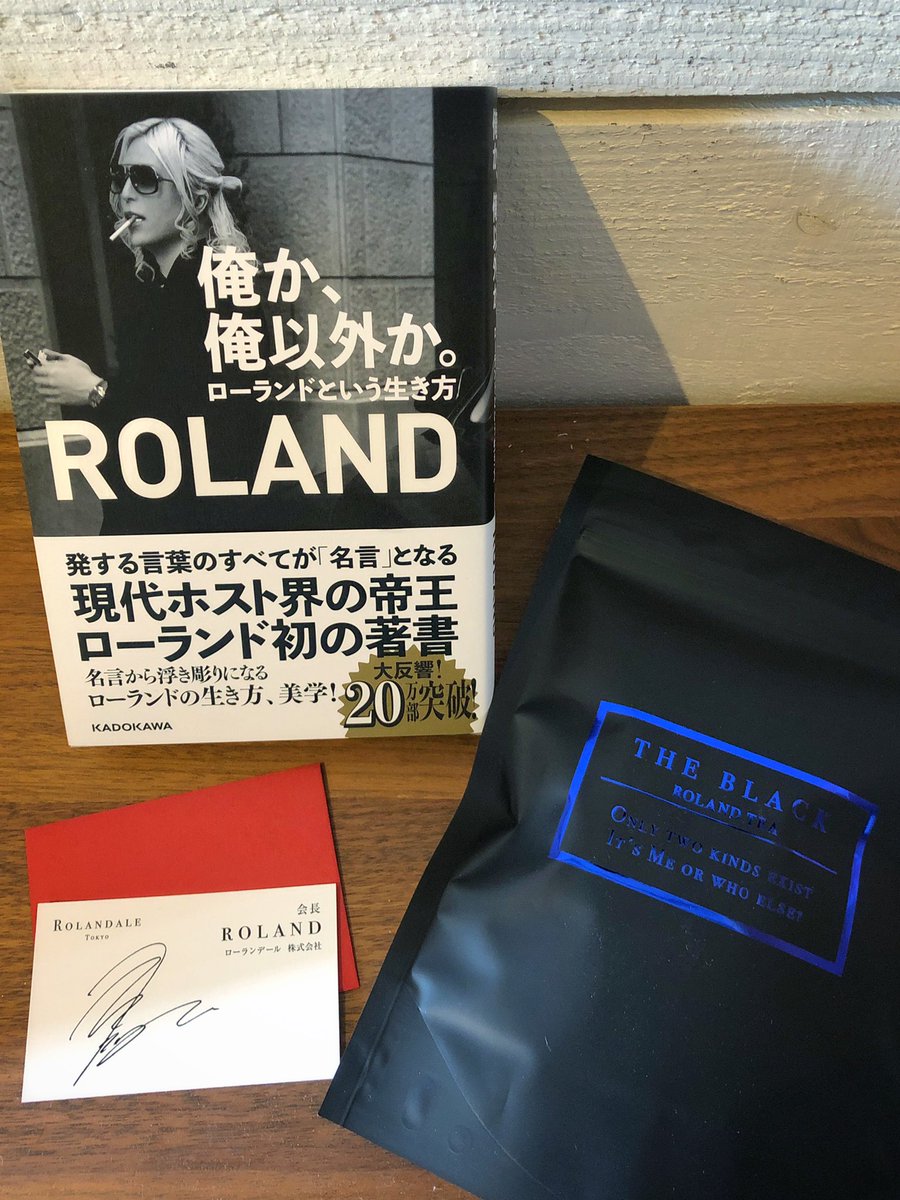 俺か、
俺以外か。
ローランドという生き方
ROLAND
発する言葉のすべてが「名言」となる
現代ホスト界の帝王
ローランド初の著書
名言から浮き彫りになる
ローランドの生き方、美学!
大反響!
20万部突破!
KADOKAWA
ROLANDALE
TOKYO
会長
ROLAND
ローランデール 株式会社
THE BLACK
ROLAND TEA
ONLY TWO KINDS EXIST
IT'S ME OR WHO ELSE?